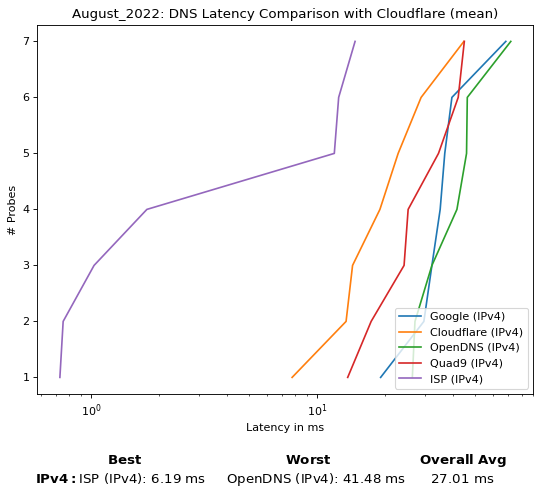 August_2022: DNS Latency Comparison with Cloudflare (mean)
# Probes
7
6
5
4
3
2
1
Google (IPv4)
Cloudflare (IPv4)
OpenDNS (IPv4)
Quad9 (IPv4)
ISP (IPv4)
10⁰ 10¹
Latency in ms
Best Worst Overall Avg
IPv4: ISP (IPv4): 6.19 ms OpenDNS (IPv4): 41.48 ms 27.01 ms